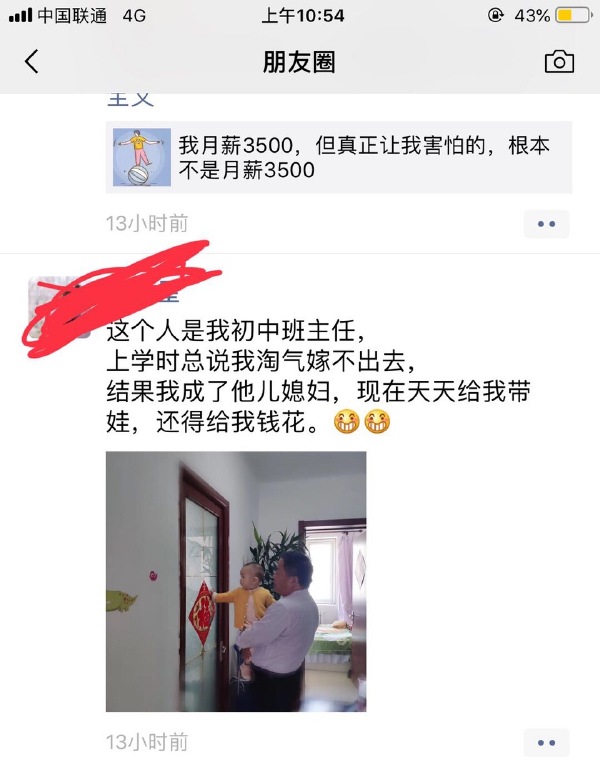 中国联通 4G 上午10:54 43%
朋友圈
全文
我月薪3500，但真正让我害怕的，根本
不是月薪3500
13小时前
这个人是我初中班主任，
上学时总说我淘气嫁不出去，
结果我成了他儿媳妇，现在天天给我带
娃，还得给我钱花。😁😁
13小时前